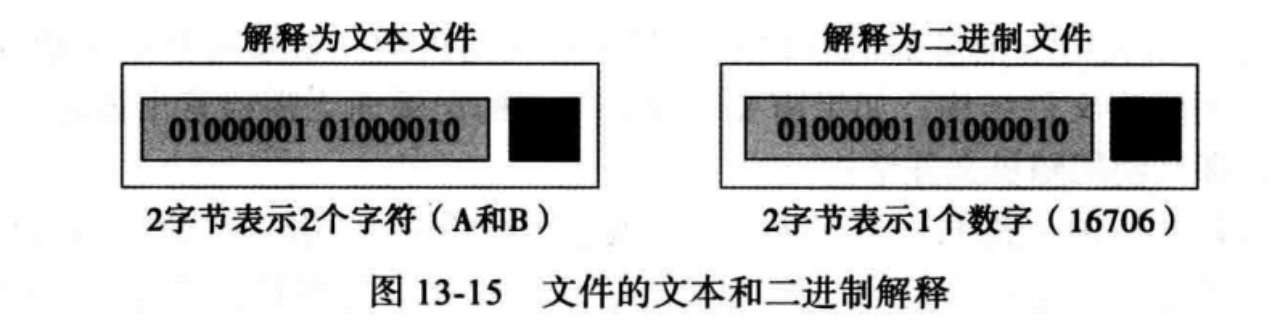 解释为文本文件
解释为二进制文件
01000001 01000010
01000001 01000010
2字节表示2个字符（A和B）
2字节表示1个数字（16706）
图 13-15 文件的文本和二进制解释